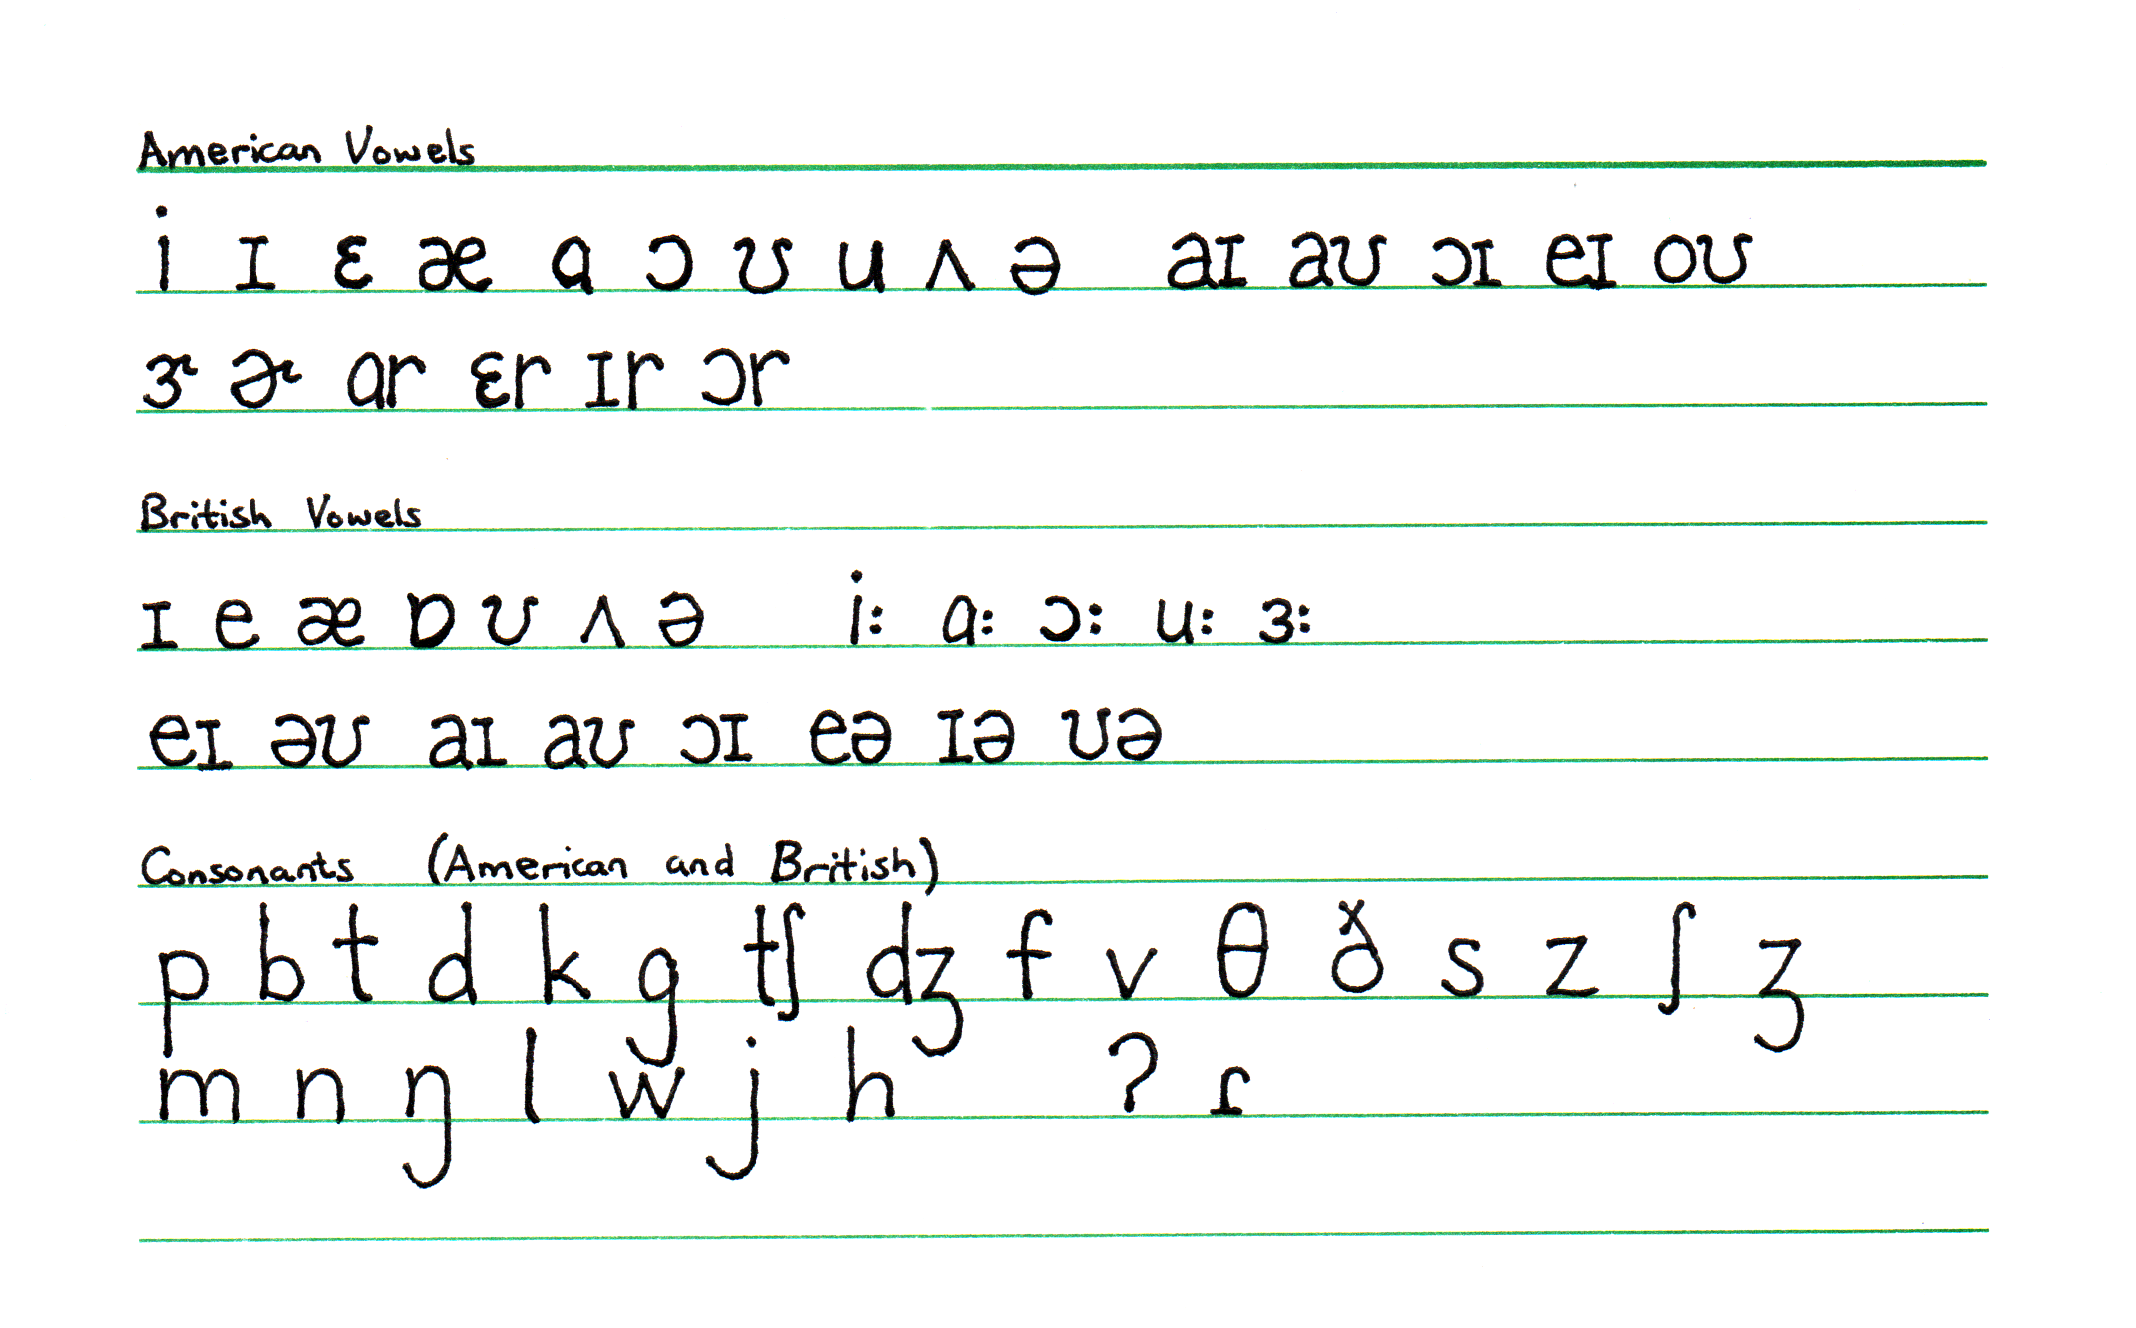 American Vowels
i ɪ ɛ æ ɑ ɔ ʊ u ʌ ə aɪ aʊ ɔɪ eɪ oʊ
ɝ ɚ ɑr ɛr ɪr ɔr
British Vowels
ɪ e æ ɒ ʊ ʌ ə iː ɑː ɔː uː ɜː
eɪ əʊ aɪ aʊ ɔɪ eə ɪə ʊə
Consonants (American and British)
p b t d k g tʃ dʒ f v θ ð s z ʃ ʒ
m n ŋ l w j h ʔ ɾ